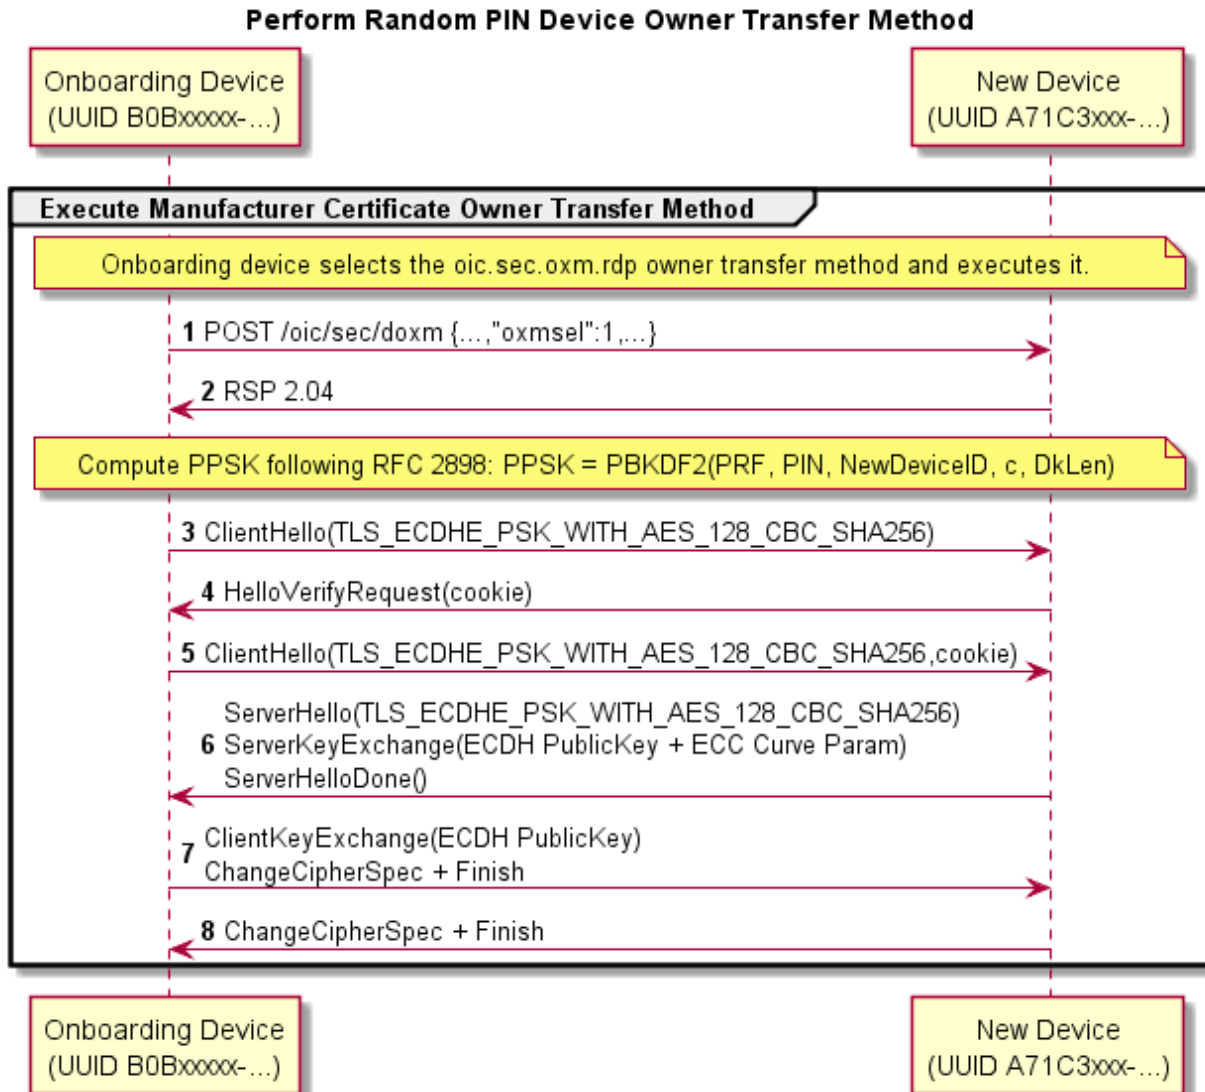 Perform Random PIN Device Owner Transfer Method
Onboarding Device
(UUID B0Bxxxxx-...)
New Device
(UUID A71C3xxx-...)
Execute Manufacturer Certificate Owner Transfer Method
Onboarding device selects the oic.sec.oxm.rdp owner transfer method and executes it.
1 POST /oic/sec/doxm {...,"oxmsel":1,...}
2 RSP 2.04
Compute PPSK following RFC 2898: PPSK = PBKDF2(PRF, PIN, NewDeviceID, c, DkLen)
3 ClientHello(TLS_ECDHE_PSK_WITH_AES_128_CBC_SHA256)
4 HelloVerifyRequest(cookie)
5 ClientHello(TLS_ECDHE_PSK_WITH_AES_128_CBC_SHA256,cookie)
ServerHello(TLS_ECDHE_PSK_WITH_AES_128_CBC_SHA256)
6 ServerKeyExchange(ECDH PublicKey + ECC Curve Param)
ServerHelloDone()
7 ClientKeyExchange(ECDH PublicKey)
ChangeCipherSpec + Finish
8 ChangeCipherSpec + Finish
Onboarding Device
(UUID B0Bxxxxx-...)
New Device
(UUID A71C3xxx-...)